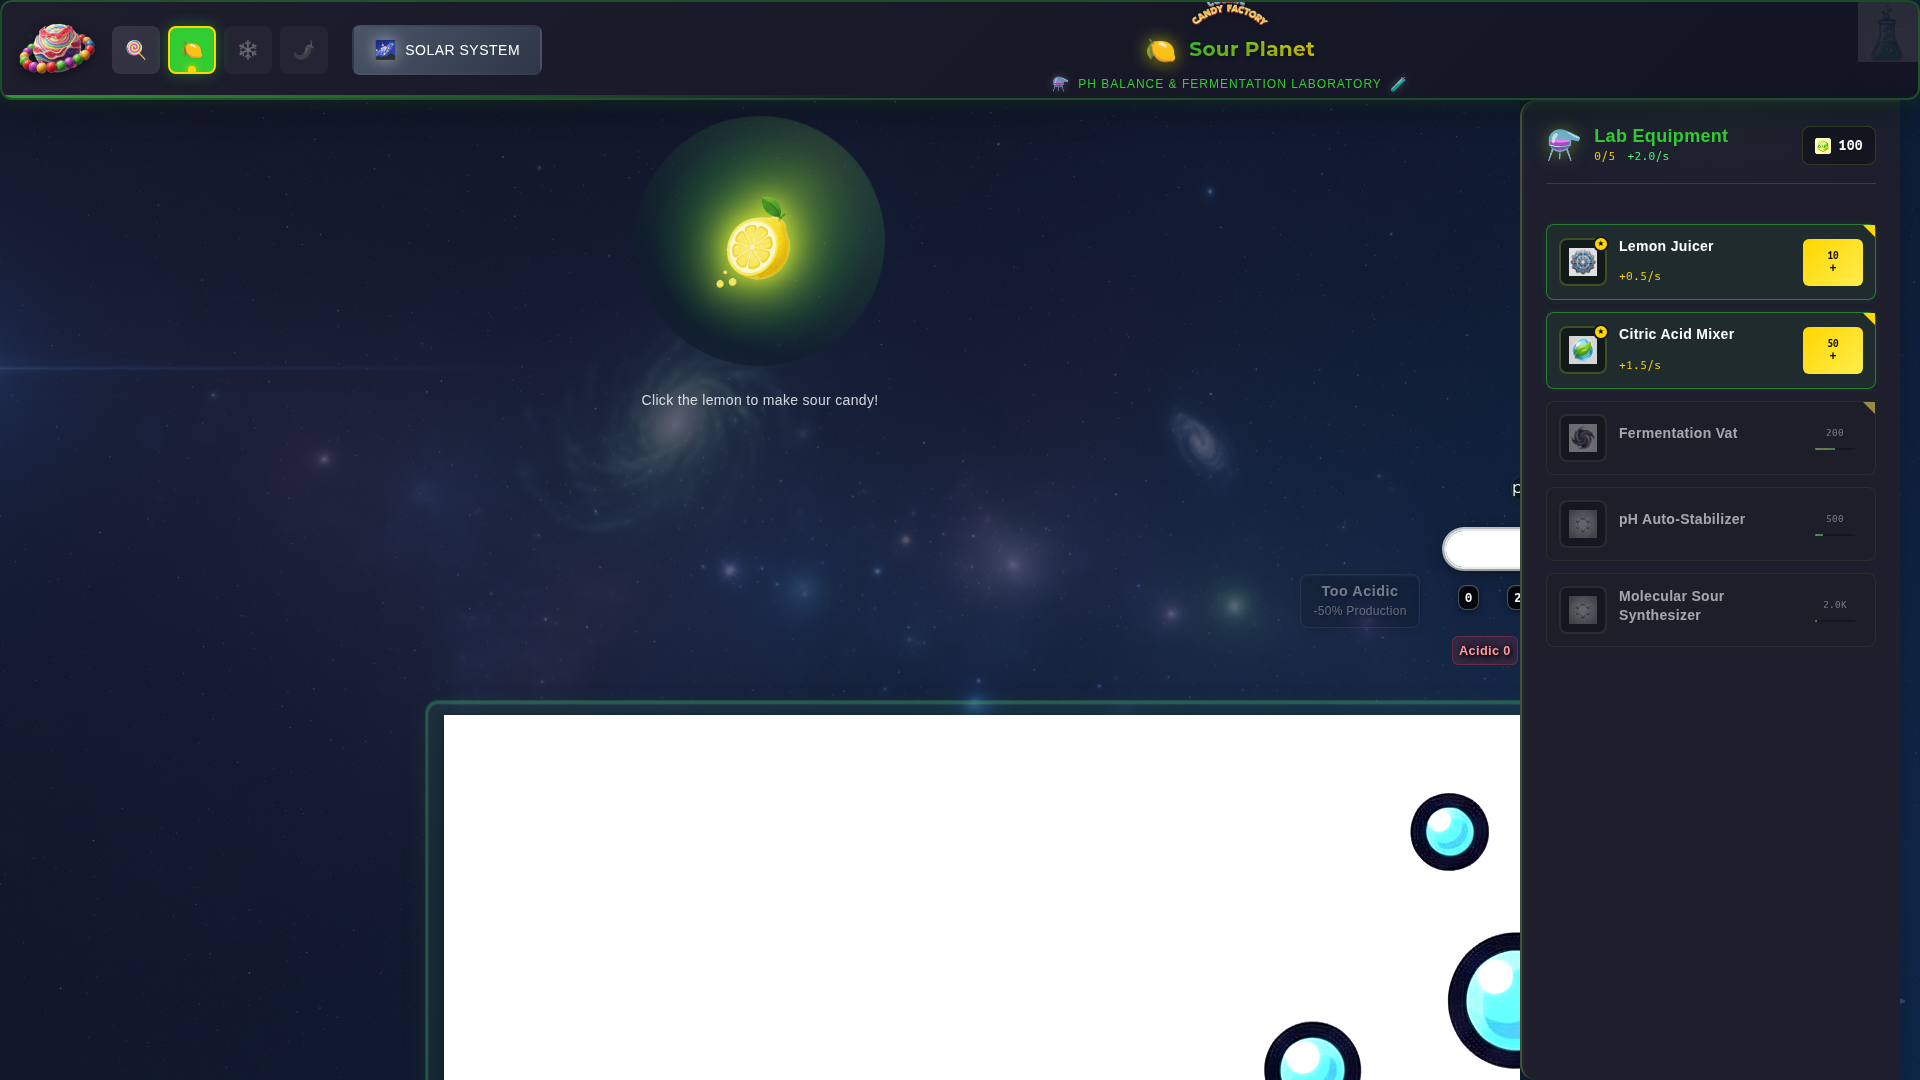 CANDY FACTORY
SOLAR SYSTEM
Sour Planet
PH BALANCE & FERMENTATION LABORATORY
Lab Equipment
0/5 +2.0/s
100
Lemon Juicer
+0.5/s
10
+
Citric Acid Mixer
+1.5/s
50
+
Fermentation Vat
200
pH Auto-Stabilizer
500
Molecular Sour
Synthesizer
2.0K
Click the lemon to make sour candy!
p
Too Acidic
-50% Production
0
2
Acidic 0